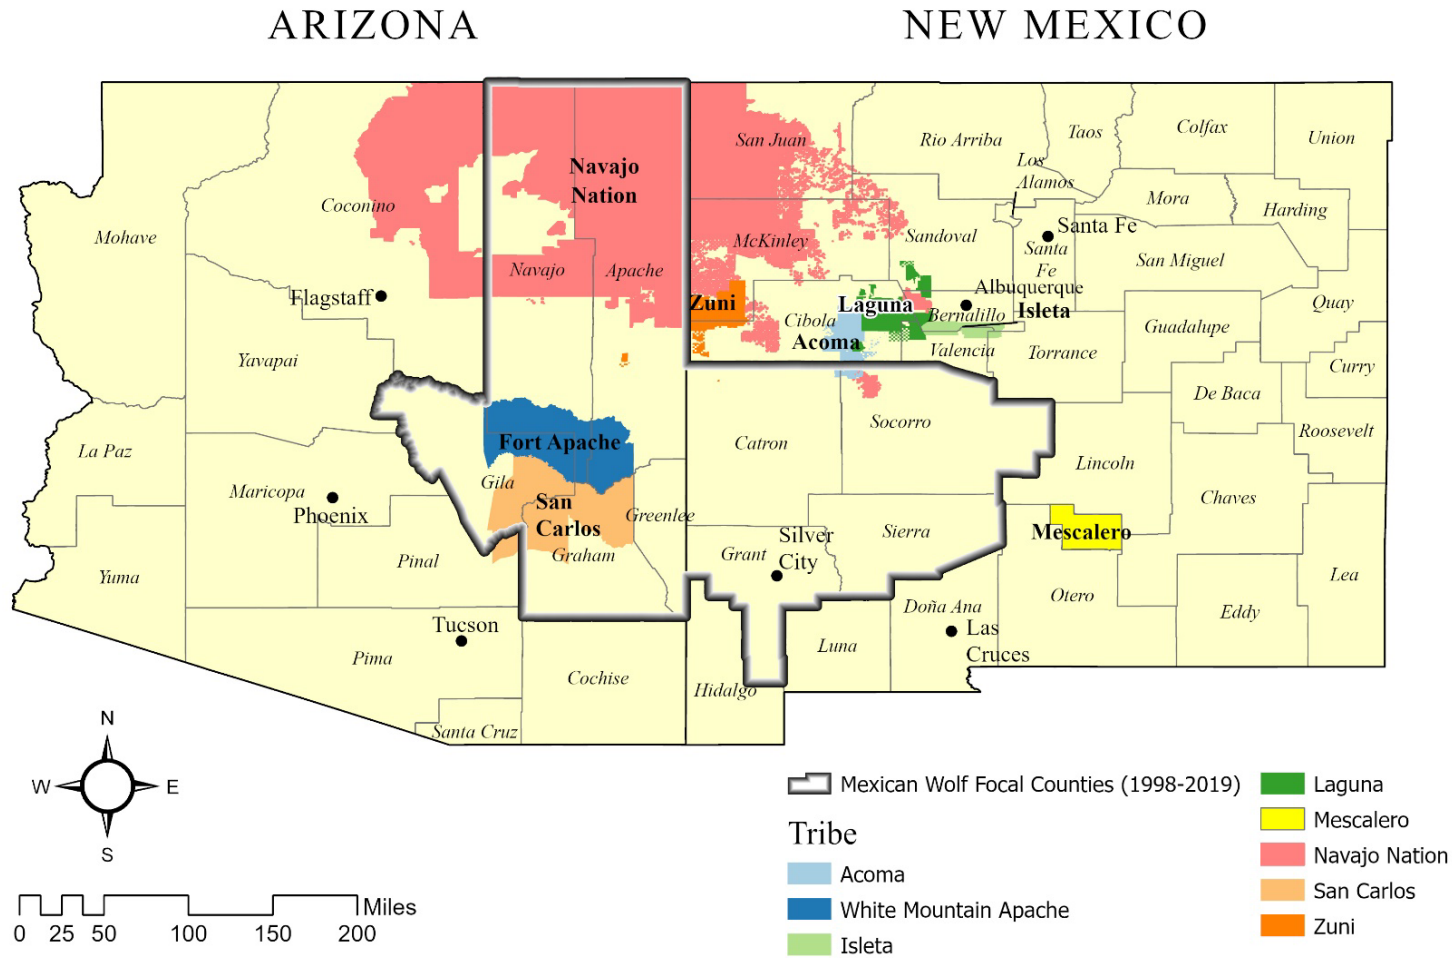 ARIZONA
NEW MEXICO
San Juan
Rio Arriba
Taos
Colfax
Union
Los
Alamos
Navajo
Nation
Coconino
Mohave
Mora
Harding
Santa Fe
Sandoval
McKinley
Santa
Fe
San Miguel
Navajo
Apache
Flagstaff
Zuni
Laguna
Albuquerque
Quay
Isleta
Bernalillo
Cibola
Acoma
Guadalupe
Yavapai
Valencia
Torrance
Curry
De Baca
Socorro
Roosevelt
La Paz
Fort Apache
Catron
Lincoln
Gila
Maricopa
Chaves
San
Carlos
Phoenix
Greenlee
Mescalero
Sierra
Silver
City
Grant
Graham
Pinal
Yuma
Lea
Otero
Doña Ana
Eddy
Tucson
Las
Cruces
Luna
Pima
Cochise
Hidalgo
Santa Cruz
N
W
E
S
Mexican Wolf Focal Counties (1998-2019)
Tribe
Acoma
White Mountain Apache
Isleta
Laguna
Mescalero
Navajo Nation
San Carlos
Zuni
Miles
0 25 50 100 150 200